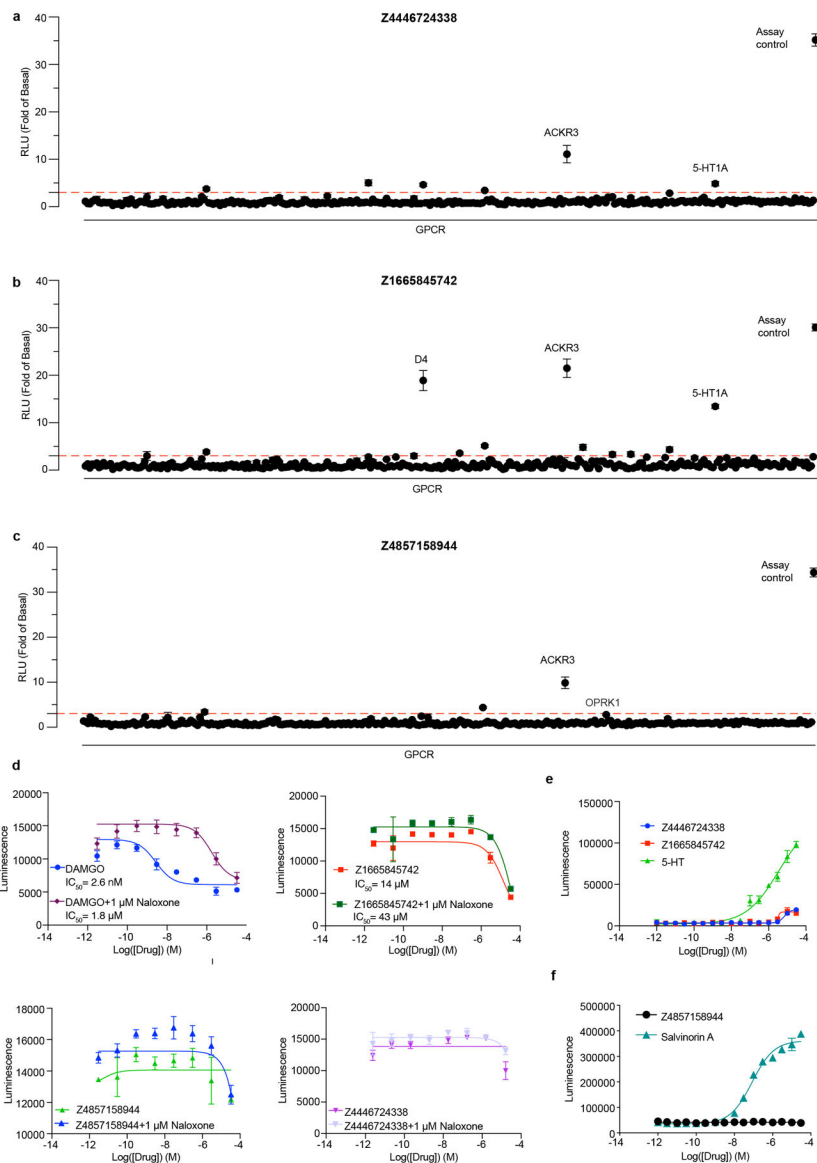 a
Z4446724338
40
30
20
10
0
RLU (Fold of Basal)
Assay
control
ACKR3
5-HT1A
GPCR
b
Z1665845742
40
30
20
10
0
RLU (Fold of Basal)
Assay
control
D4
ACKR3
5-HT1A
GPCR
c
Z4857158944
40
30
20
10
0
RLU (Fold of Basal)
Assay
control
ACKR3
OPRK1
GPCR
d
20000
15000
10000
5000
0
Luminescence
DAMGO
IC50= 2.6 nM
DAMGO+1 µM Naloxone
IC50= 1.8 µM
-14 -12 -10 -8 -6 -4
Log([Drug]) (M)
20000
15000
10000
5000
0
Luminescence
Z1665845742
IC50= 14 µM
Z1665845742+1 µM Naloxone
IC50= 43 µM
-14 -12 -10 -8 -6 -4
Log([Drug]) (M)
e
150000
100000
50000
0
Luminescence
Z4446724338
Z1665845742
5-HT
-14 -12 -10 -8 -6 -4 -2
Log([Drug]) (M)
18000
16000
14000
12000
10000
Luminescence
Z4857158944
Z4857158944+1 µM Naloxone
-14 -12 -10 -8 -6 -4
Log([Drug]) (M)
20000
15000
10000
5000
0
Luminescence
Z4446724338
Z4446724338+1 µM Naloxone
-14 -12 -10 -8 -6 -4
Log([Drug]) (M)
f
500000
400000
300000
200000
100000
0
Luminescence
Z4857158944
Salvinorin A
-14 -12 -10 -8 -6 -4 -2
Log([Drug]) (M)